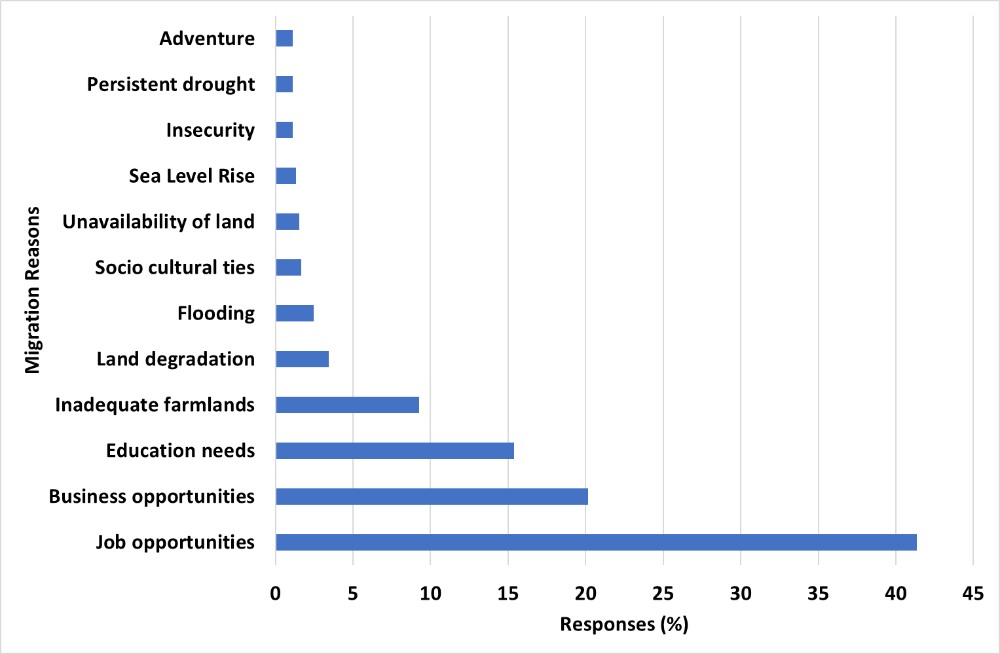 Adventure
Persistent drought
Insecurity
Sea Level Rise
Unavailability of land
Socio cultural ties
Flooding
Land degradation
Inadequate farmlands
Education needs
Business opportunities
Job opportunities
Migration Reasons
0 5 10 15 20 25 30 35 40 45
Responses (%)